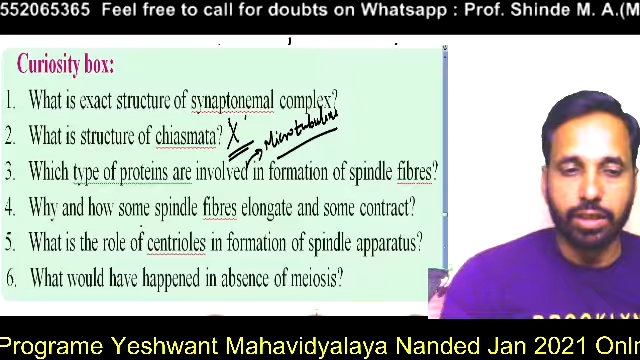 552065365 Feel free to call for doubts on Whatsapp : Prof. Shinde M. A.(M
Curiosity box:
1. What is exact structure of synaptonemal complex?
2. What is structure of chiasmata? X
Microtubulin
3. Which type of proteins are involved in formation of spindle fibres?
4. Why and how some spindle fibres elongate and some contract?
5. What is the role of centrioles in formation of spindle apparatus?
6. What would have happened in absence of meiosis?
BROOKLYN
Programe Yeshwant Mahavidyalaya Nanded Jan 2021 Onlr